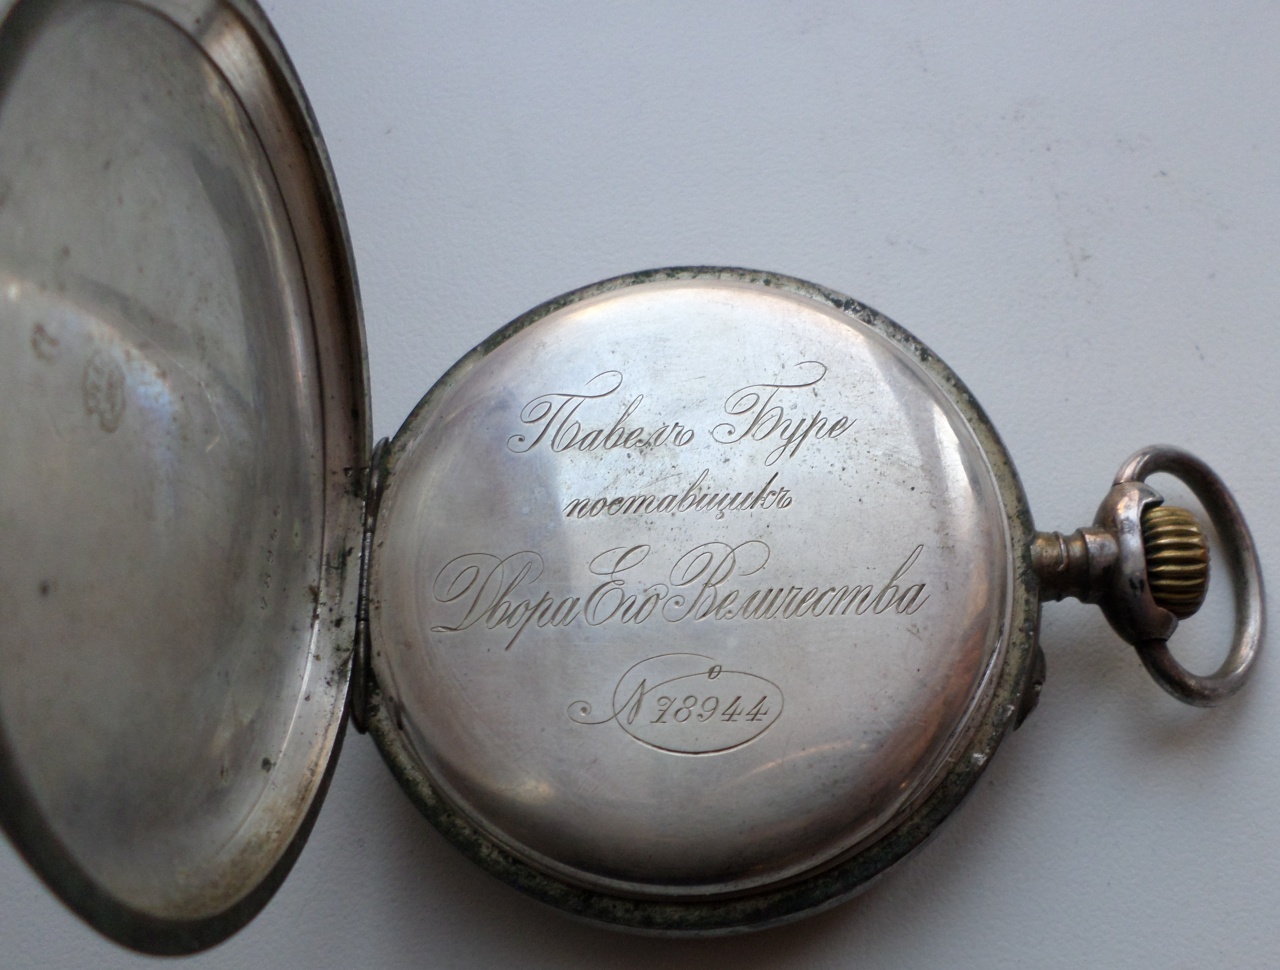 Павелъ Буре
поставщикъ
Двора Его Величества
№ 78944